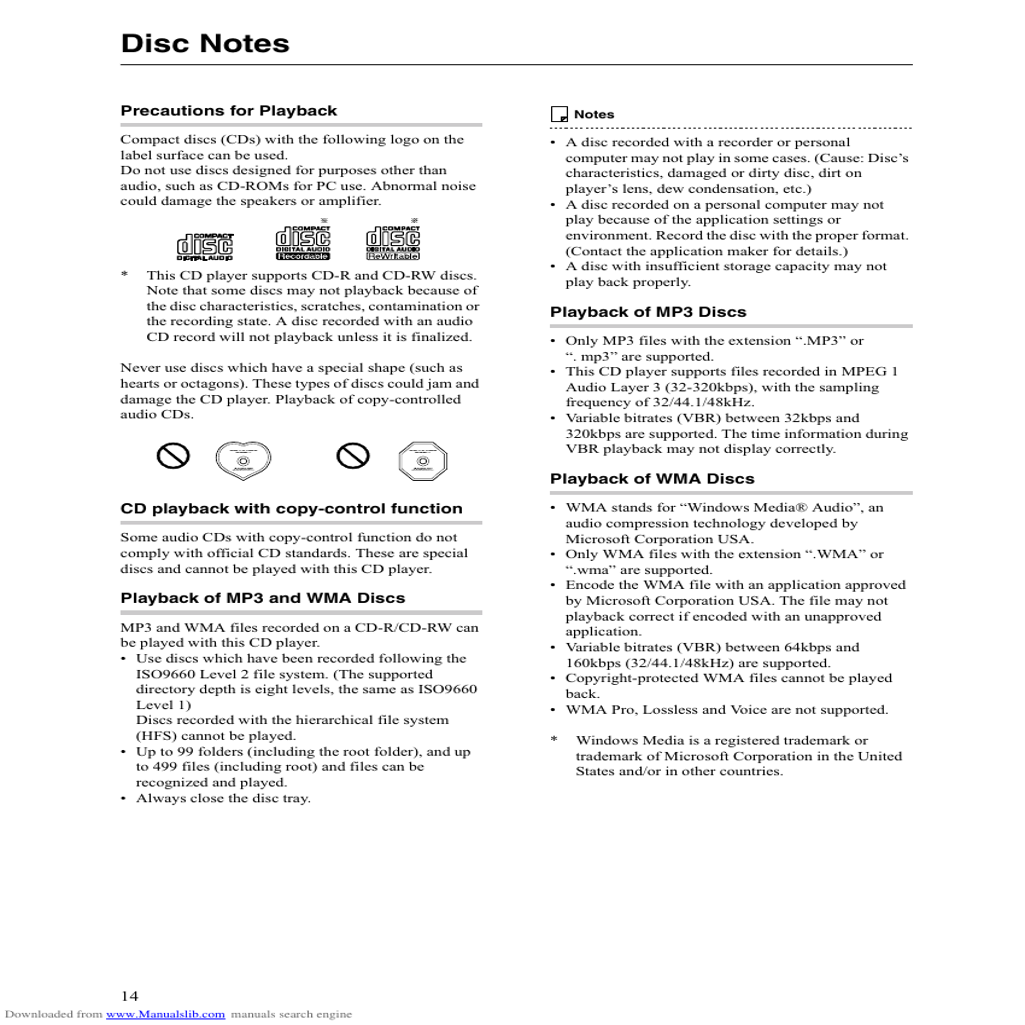 Disc Notes
Precautions for Playback
Compact discs (CDs) with the following logo on the
label surface can be used.
Do not use discs designed for purposes other than
audio, such as CD-ROMs for PC use. Abnormal noise
could damage the speakers or amplifier.
※ ※
COMPACT disc DIGITAL AUDIO
COMPACT disc DIGITAL AUDIO Recordable
COMPACT disc DIGITAL AUDIO ReWritable
* This CD player supports CD-R and CD-RW discs.
Note that some discs may not playback because of
the disc characteristics, scratches, contamination or
the recording state. A disc recorded with an audio
CD record will not playback unless it is finalized.
Never use discs which have a special shape (such as
hearts or octagons). These types of discs could jam and
damage the CD player. Playback of copy-controlled
audio CDs.
CD playback with copy-control function
Some audio CDs with copy-control function do not
comply with official CD standards. These are special
discs and cannot be played with this CD player.
Playback of MP3 and WMA Discs
MP3 and WMA files recorded on a CD-R/CD-RW can
be played with this CD player.
• Use discs which have been recorded following the
ISO9660 Level 2 file system. (The supported
directory depth is eight levels, the same as ISO9660
Level 1)
Discs recorded with the hierarchical file system
(HFS) cannot be played.
• Up to 99 folders (including the root folder), and up
to 499 files (including root) and files can be
recognized and played.
• Always close the disc tray.
Notes
• A disc recorded with a recorder or personal
computer may not play in some cases. (Cause: Disc's
characteristics, damaged or dirty disc, dirt on
player's lens, dew condensation, etc.)
• A disc recorded on a personal computer may not
play because of the application settings or
environment. Record the disc with the proper format.
(Contact the application maker for details.)
• A disc with insufficient storage capacity may not
play back properly.
Playback of MP3 Discs
• Only MP3 files with the extension “.MP3” or
“. mp3” are supported.
• This CD player supports files recorded in MPEG 1
Audio Layer 3 (32-320kbps), with the sampling
frequency of 32/44.1/48kHz.
• Variable bitrates (VBR) between 32kbps and
320kbps are supported. The time information during
VBR playback may not display correctly.
Playback of WMA Discs
• WMA stands for “Windows Media® Audio”, an
audio compression technology developed by
Microsoft Corporation USA.
• Only WMA files with the extension “.WMA” or
“.wma” are supported.
• Encode the WMA file with an application approved
by Microsoft Corporation USA. The file may not
playback correct if encoded with an unapproved
application.
• Variable bitrates (VBR) between 64kbps and
160kbps (32/44.1/48kHz) are supported.
• Copyright-protected WMA files cannot be played
back.
• WMA Pro, Lossless and Voice are not supported.
* Windows Media is a registered trademark or
trademark of Microsoft Corporation in the United
States and/or in other countries.
14
Downloaded from www.Manualslib.com manuals search engine